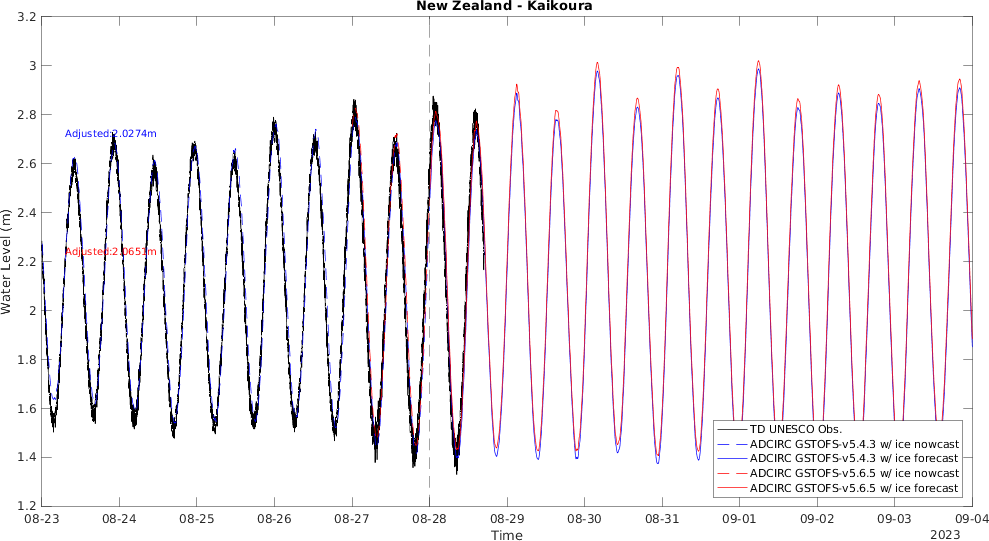 New Zealand - Kaikoura
3.2
3
2.8
2.6
2.4
2.2
2
1.8
1.6
1.4
1.2
Water Level (m)
Adjusted:2.0274m
Adjusted:2.0651m
TD UNESCO Obs.
ADCIRC GSTOFS-v5.4.3 w/ ice nowcast
ADCIRC GSTOFS-v5.4.3 w/ ice forecast
ADCIRC GSTOFS-v5.6.5 w/ ice nowcast
ADCIRC GSTOFS-v5.6.5 w/ ice forecast
08-23 08-24 08-25 08-26 08-27 08-28 08-29 08-30 08-31 09-01 09-02 09-03 09-04
Time
2023